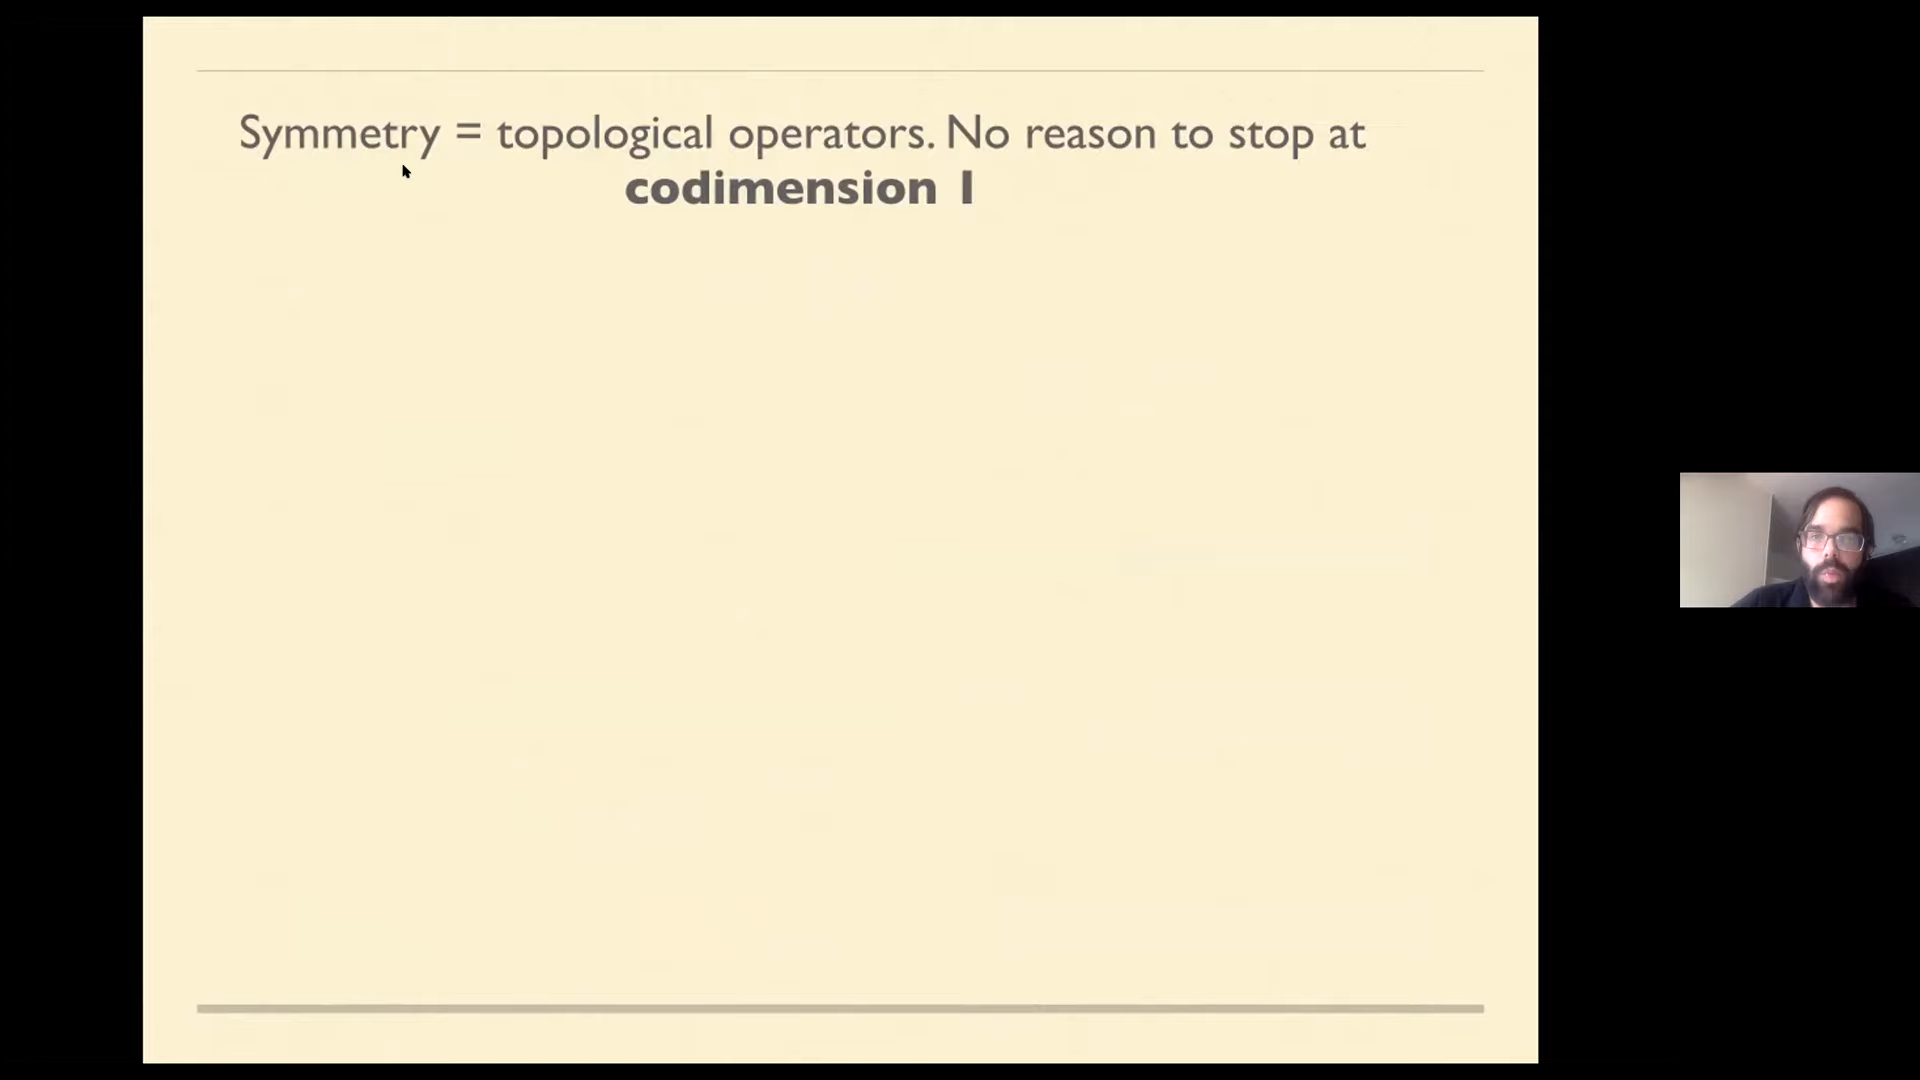 Symmetry = topological operators. No reason to stop at
codimension 1